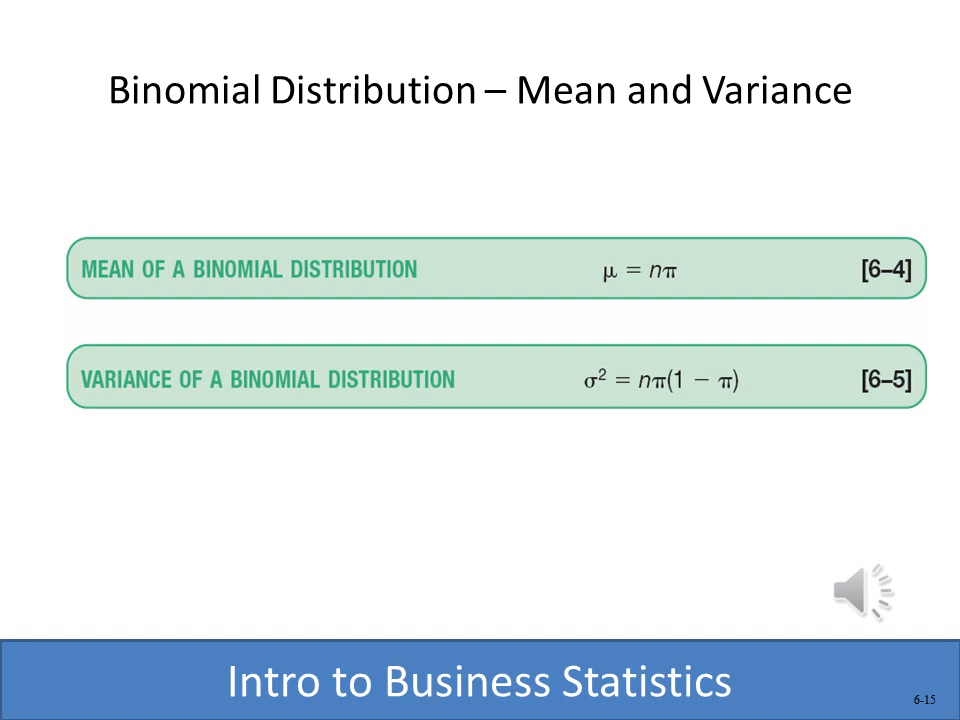 Binomial Distribution – Mean and Variance
MEAN OF A BINOMIAL DISTRIBUTION μ = nπ [6–4]
VARIANCE OF A BINOMIAL DISTRIBUTION σ² = nπ(1 − π) [6–5]
Intro to Business Statistics
6-15